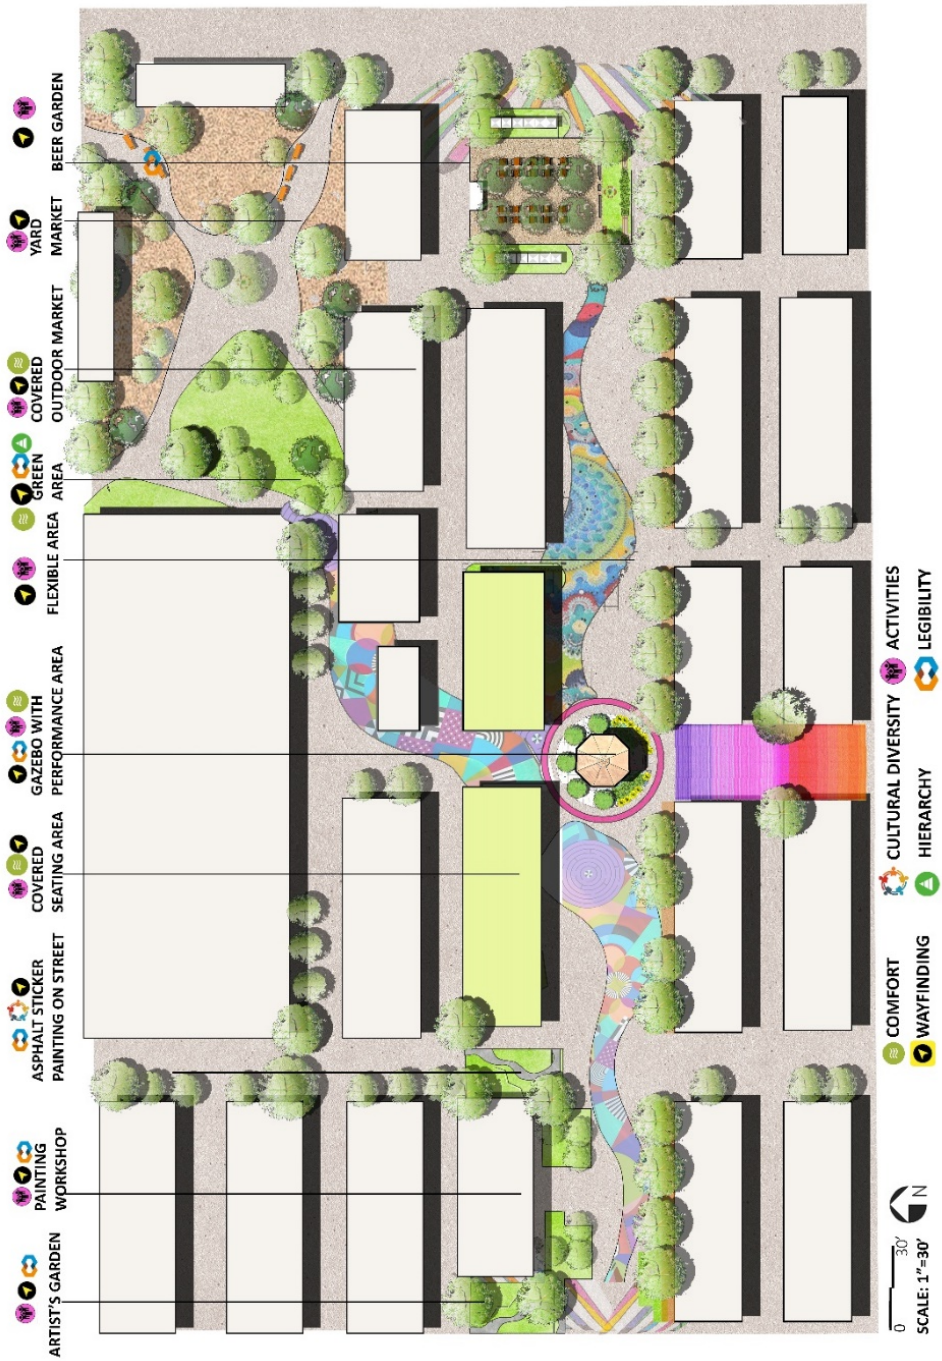 ARTIST'S GARDEN
PAINTING
WORKSHOP
ASPHALT STICKER
PAINTING ON STREET
COVERED
SEATING AREA
GAZEBO WITH
PERFORMANCE AREA
FLEXIBLE AREA
GREEN
AREA
COVERED
OUTDOOR MARKET
YARD
MARKET
BEER GARDEN
COMFORT
CULTURAL DIVERSITY
ACTIVITIES
WAYFINDING
HIERARCHY
LEGIBILITY
0 30'
SCALE: 1"=30'
N